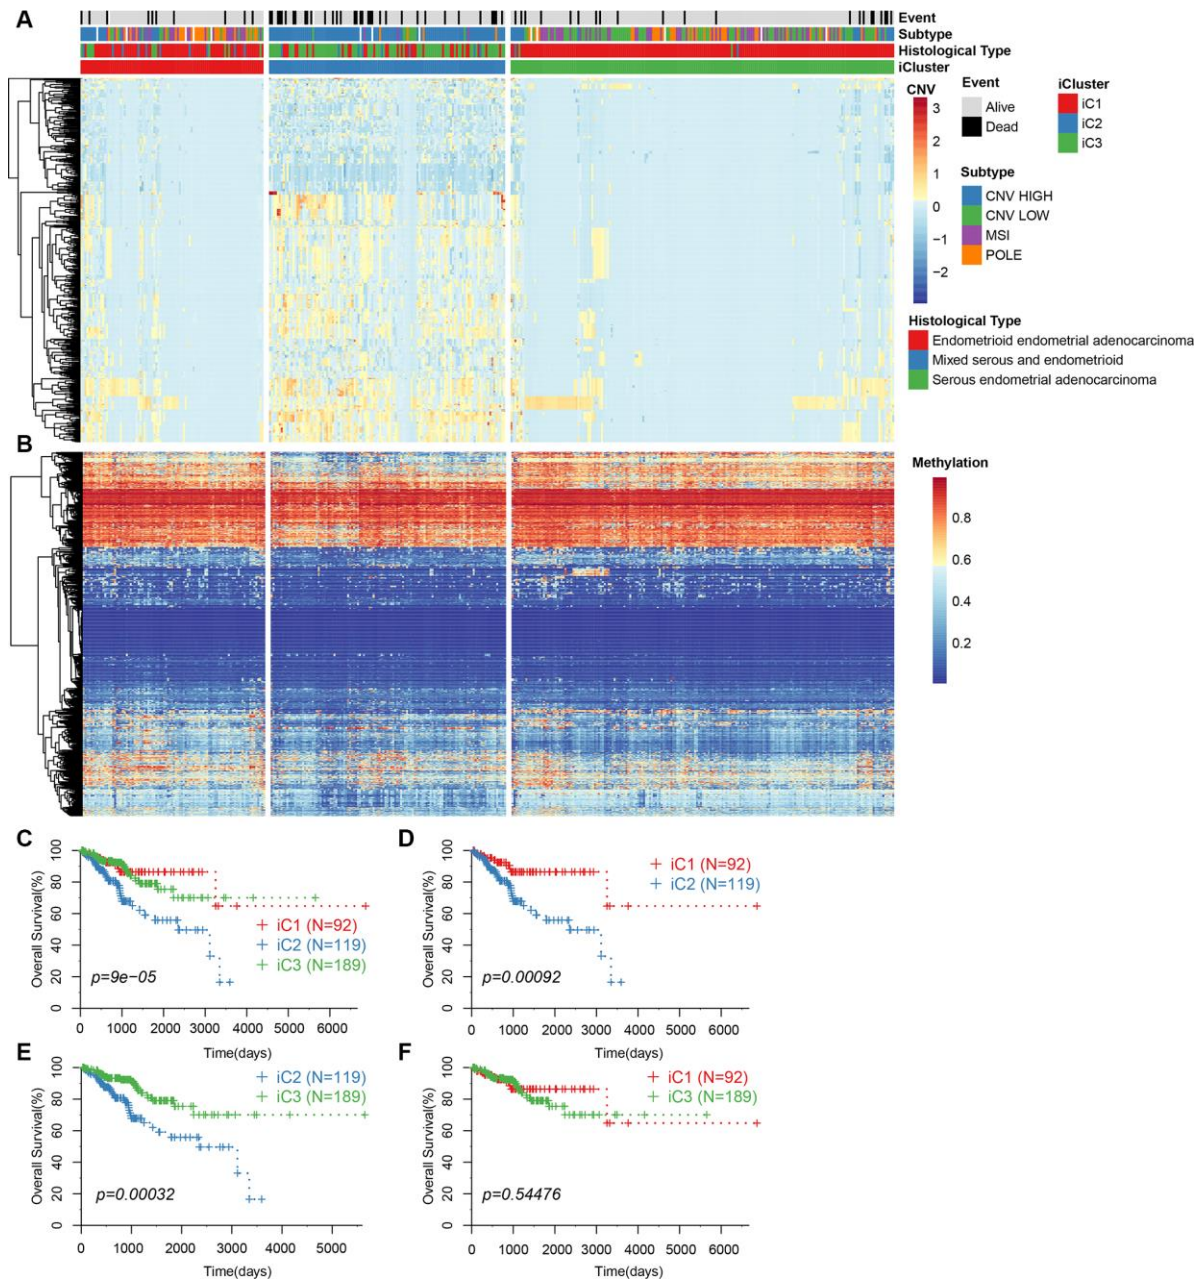 A
Event
Subtype
Histological Type
iCluster
CNV
3
2
1
0
−1
−2
Event
Alive
Dead
iCluster
iC1
iC2
iC3
Subtype
CNV HIGH
CNV LOW
MSI
POLE
Histological Type
Endometrioid endometrial adenocarcinoma
Mixed serous and endometrioid
Serous endometrial adenocarcinoma
B
Methylation
0.8
0.6
0.4
0.2
C
Overall Survival(%)
100
80
60
40
20
0
iC1 (N=92)
iC2 (N=119)
iC3 (N=189)
p=9e−05
0 1000 2000 3000 4000 5000 6000
Time(days)
D
Overall Survival(%)
100
80
60
40
20
0
iC1 (N=92)
iC2 (N=119)
p=0.00092
0 1000 2000 3000 4000 5000 6000
Time(days)
E
Overall Survival(%)
100
80
60
40
20
0
iC2 (N=119)
iC3 (N=189)
p=0.00032
0 1000 2000 3000 4000 5000
Time(days)
F
Overall Survival(%)
100
80
60
40
20
0
iC1 (N=92)
iC3 (N=189)
p=0.54476
0 1000 2000 3000 4000 5000 6000
Time(days)